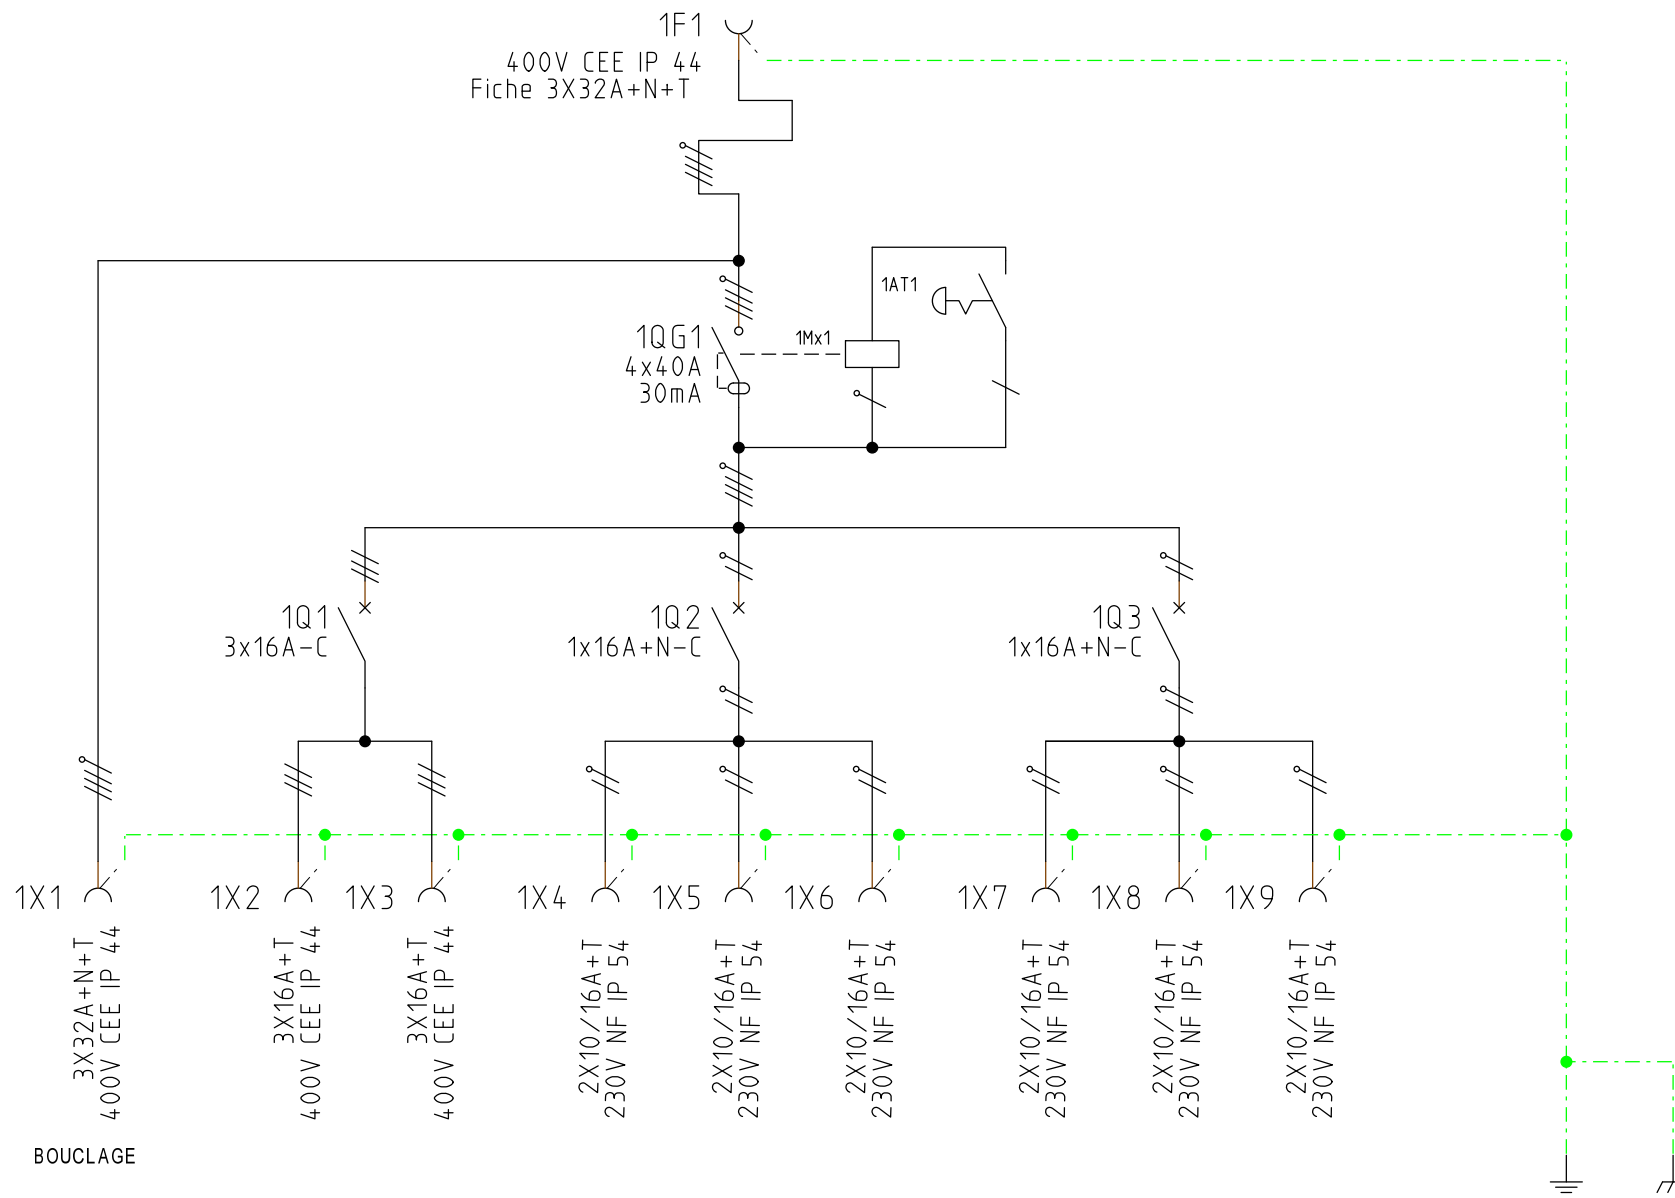 1F1
400V CEE IP 44
Fiche 3X32A+N+T
1AT1
1Mx1
1QG1
4x40A
30mA
1Q1
3x16A-C
1Q2
1x16A+N-C
1Q3
1x16A+N-C
1X1
1X2
1X3
1X4
1X5
1X6
1X7
1X8
1X9
3X32A+N+T
400V CEE IP 44
3X16A+T
400V CEE IP 44
3X16A+T
400V CEE IP 44
2X10/16A+T
230V NF IP 54
2X10/16A+T
230V NF IP 54
2X10/16A+T
230V NF IP 54
2X10/16A+T
230V NF IP 54
2X10/16A+T
230V NF IP 54
2X10/16A+T
230V NF IP 54
BOUCLAGE